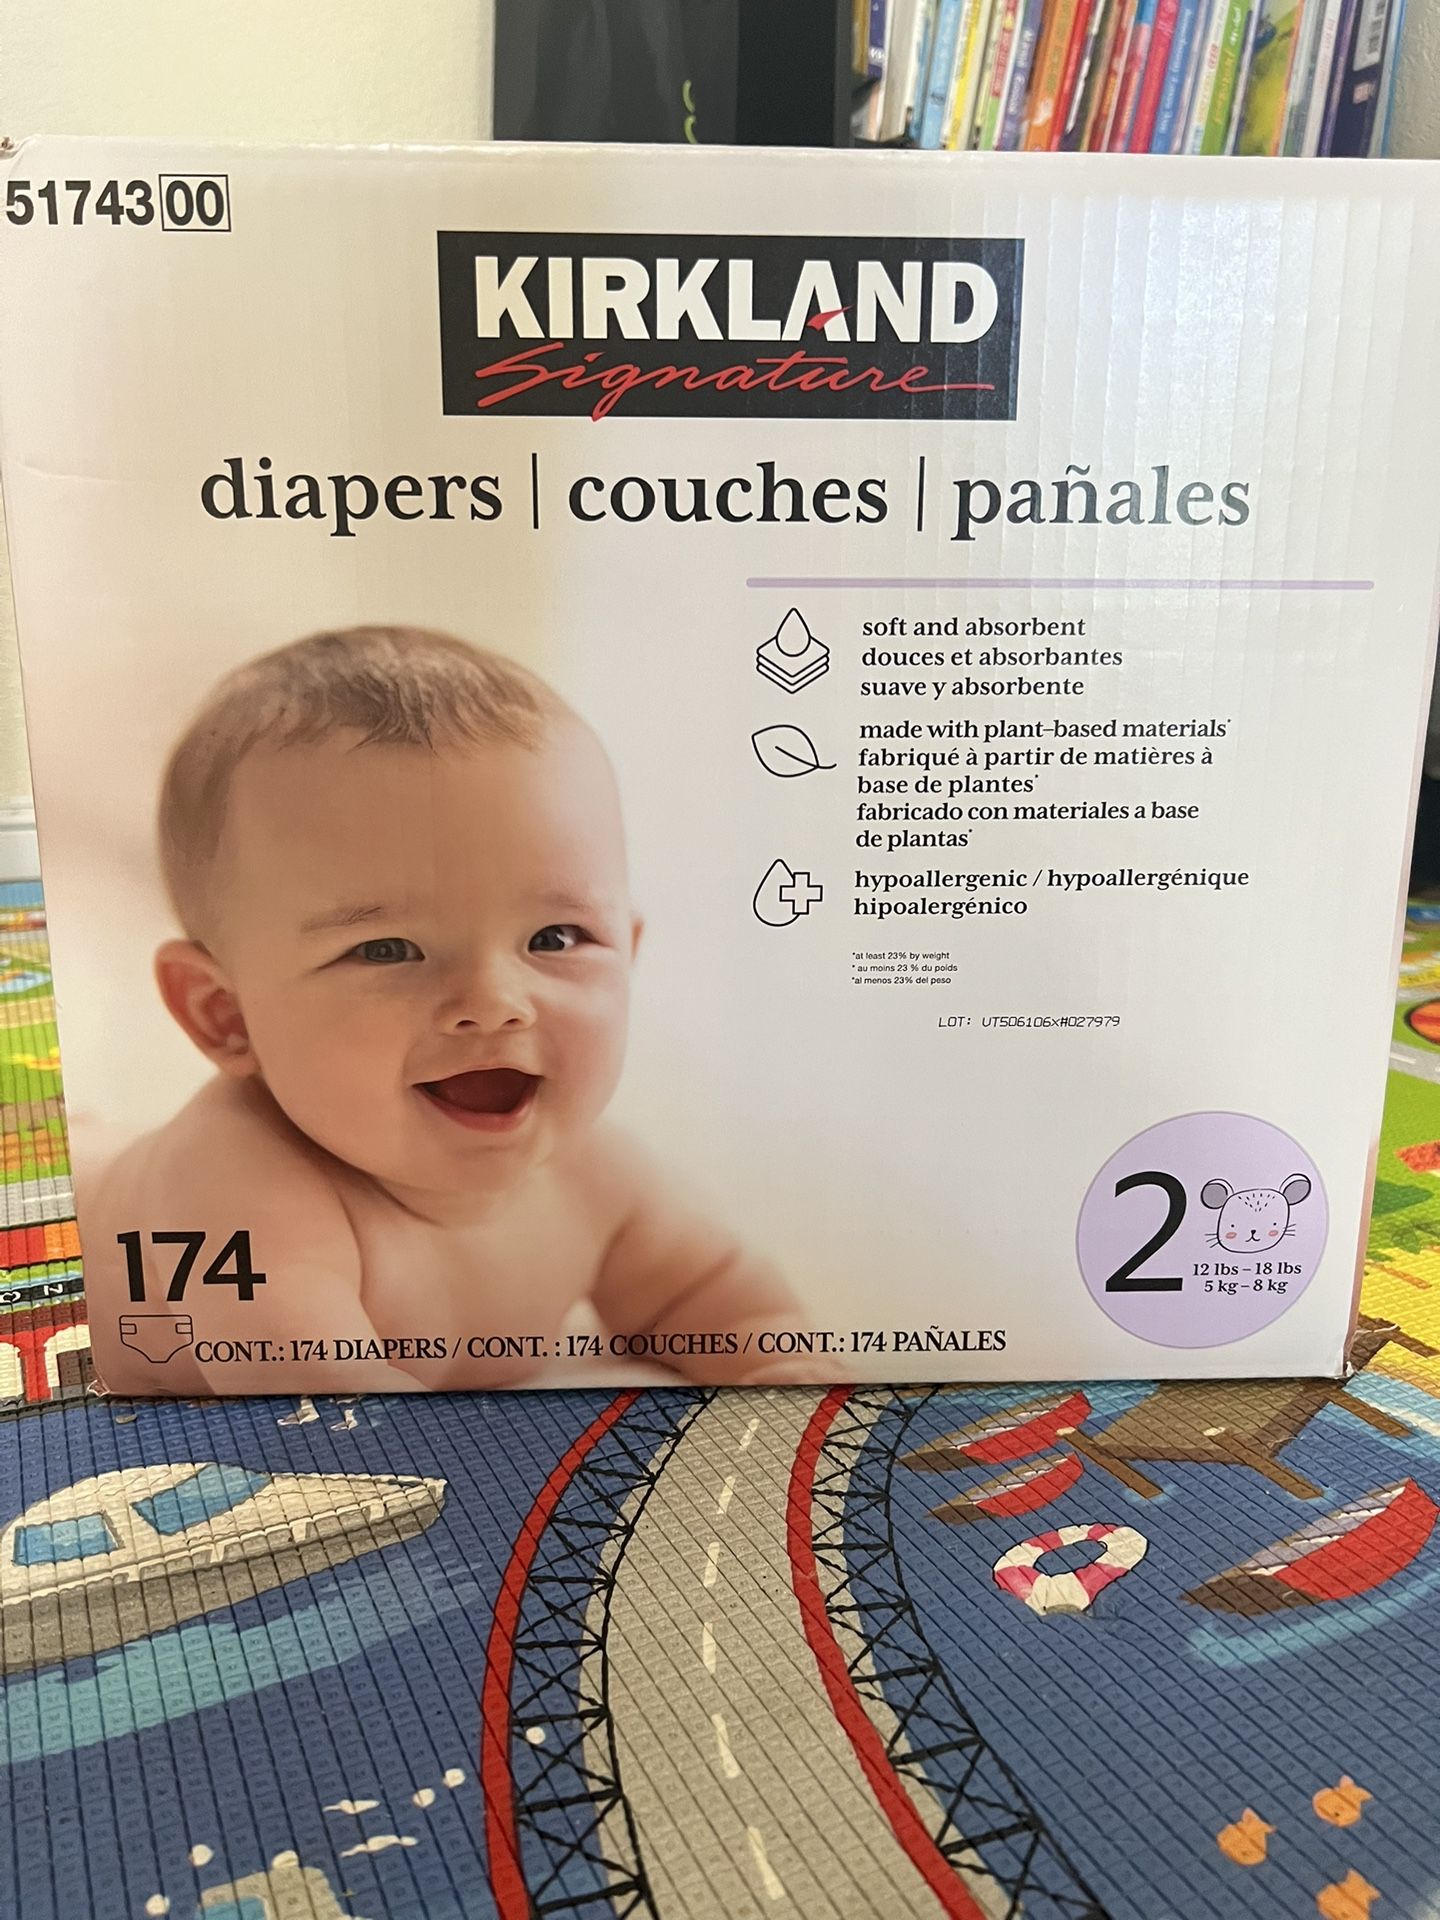 5174300
KIRKLAND
Signature
diapers | couches | pañales
soft and absorbent
douces et absorbantes
suave y absorbente
made with plant-based materials*
fabriqué à partir de matières à
base de plantes*
fabricado con materiales a base
de plantas*
hypoallergenic / hypoallergénique
hipoalergénico
*at least 23% by weight
* au moins 23 % du poids
*al menos 23% del peso
LOT: UT506106x#027979
2
12 lbs – 18 lbs
5 kg – 8 kg
174
CONT.: 174 DIAPERS / CONT. : 174 COUCHES / CONT.: 174 PAÑALES